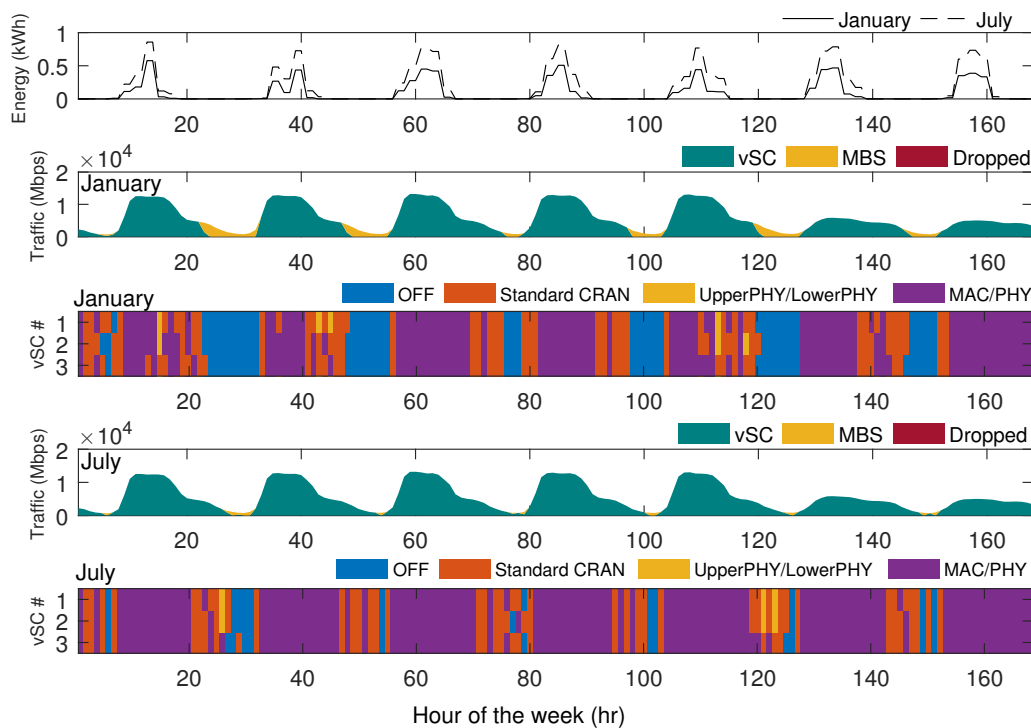 January July
Energy (kWh)
1
0.5
0
20 40 60 80 100 120 140 160
vSC MBS Dropped
×10⁴
January
Traffic (Mbps)
2
1
0
20 40 60 80 100 120 140 160
January
OFF Standard CRAN UpperPHY/LowerPHY MAC/PHY
vSC #
1
2
3
20 40 60 80 100 120 140 160
vSC MBS Dropped
×10⁴
July
Traffic (Mbps)
2
1
0
20 40 60 80 100 120 140 160
July
OFF Standard CRAN UpperPHY/LowerPHY MAC/PHY
vSC #
1
2
3
20 40 60 80 100 120 140 160
Hour of the week (hr)